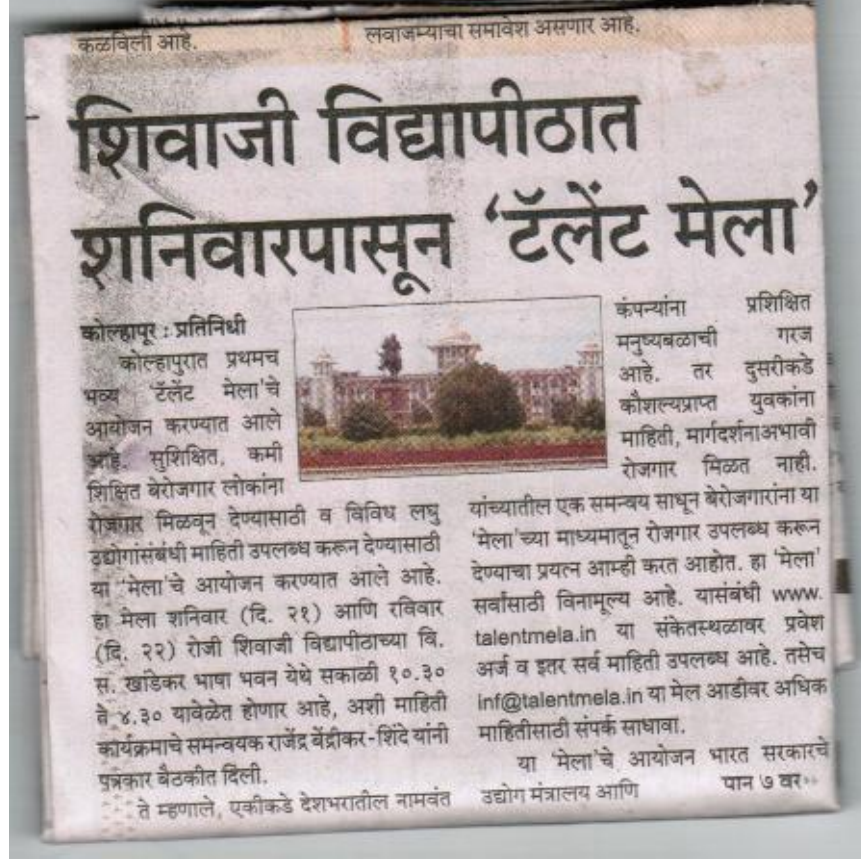 कळविली आहे.
लवाजम्याचा समावेश असणार आहे.
शिवाजी विद्यापीठात
शनिवारपासून ‘टॅलेंट मेला’
कोल्हापूर : प्रतिनिधी
कोल्हापुरात प्रथमच
भव्य ‘टॅलेंट मेला’चे
आयोजन करण्यात आले
आहे. सुशिक्षित, कमी
शिक्षित बेरोजगार लोकांना
रोजगार मिळवून देण्यासाठी व विविध लघु
उद्योगांसंबंधी माहिती उपलब्ध करून देण्यासाठी
या ‘मेला’चे आयोजन करण्यात आले आहे.
हा मेला शनिवार (दि. २१) आणि रविवार
(दि. २२) रोजी शिवाजी विद्यापीठाच्या वि.
स. खांडेकर भाषा भवन येथे सकाळी १०.३०
ते ४.३० यावेळेत होणार आहे, अशी माहिती
कार्यक्रमाचे समन्वयक राजेंद्र बेंद्रीकर-शिंदे यांनी
पत्रकार बैठकीत दिली.
ते म्हणाले, एकीकडे देशभरातील नामवंत
कंपन्यांना प्रशिक्षित
मनुष्यबळाची गरज
आहे. तर दुसरीकडे
कौशल्यप्राप्त युवकांना
माहिती, मार्गदर्शनाअभावी
रोजगार मिळत नाही.
यांच्यातील एक समन्वय साधून बेरोजगारांना या
‘मेला’च्या माध्यमातून रोजगार उपलब्ध करून
देण्याचा प्रयत्न आम्ही करत आहोत. हा ‘मेला’
सर्वांसाठी विनामूल्य आहे. यासंबंधी www.
talentmela.in या संकेतस्थळावर प्रवेश
अर्ज व इतर सर्व माहिती उपलब्ध आहे. तसेच
inf@talentmela.in या मेल आडीवर अधिक
माहितीसाठी संपर्क साधावा.
या ‘मेला’चे आयोजन भारत सरकारचे
उद्योग मंत्रालय आणि पान ७ वर